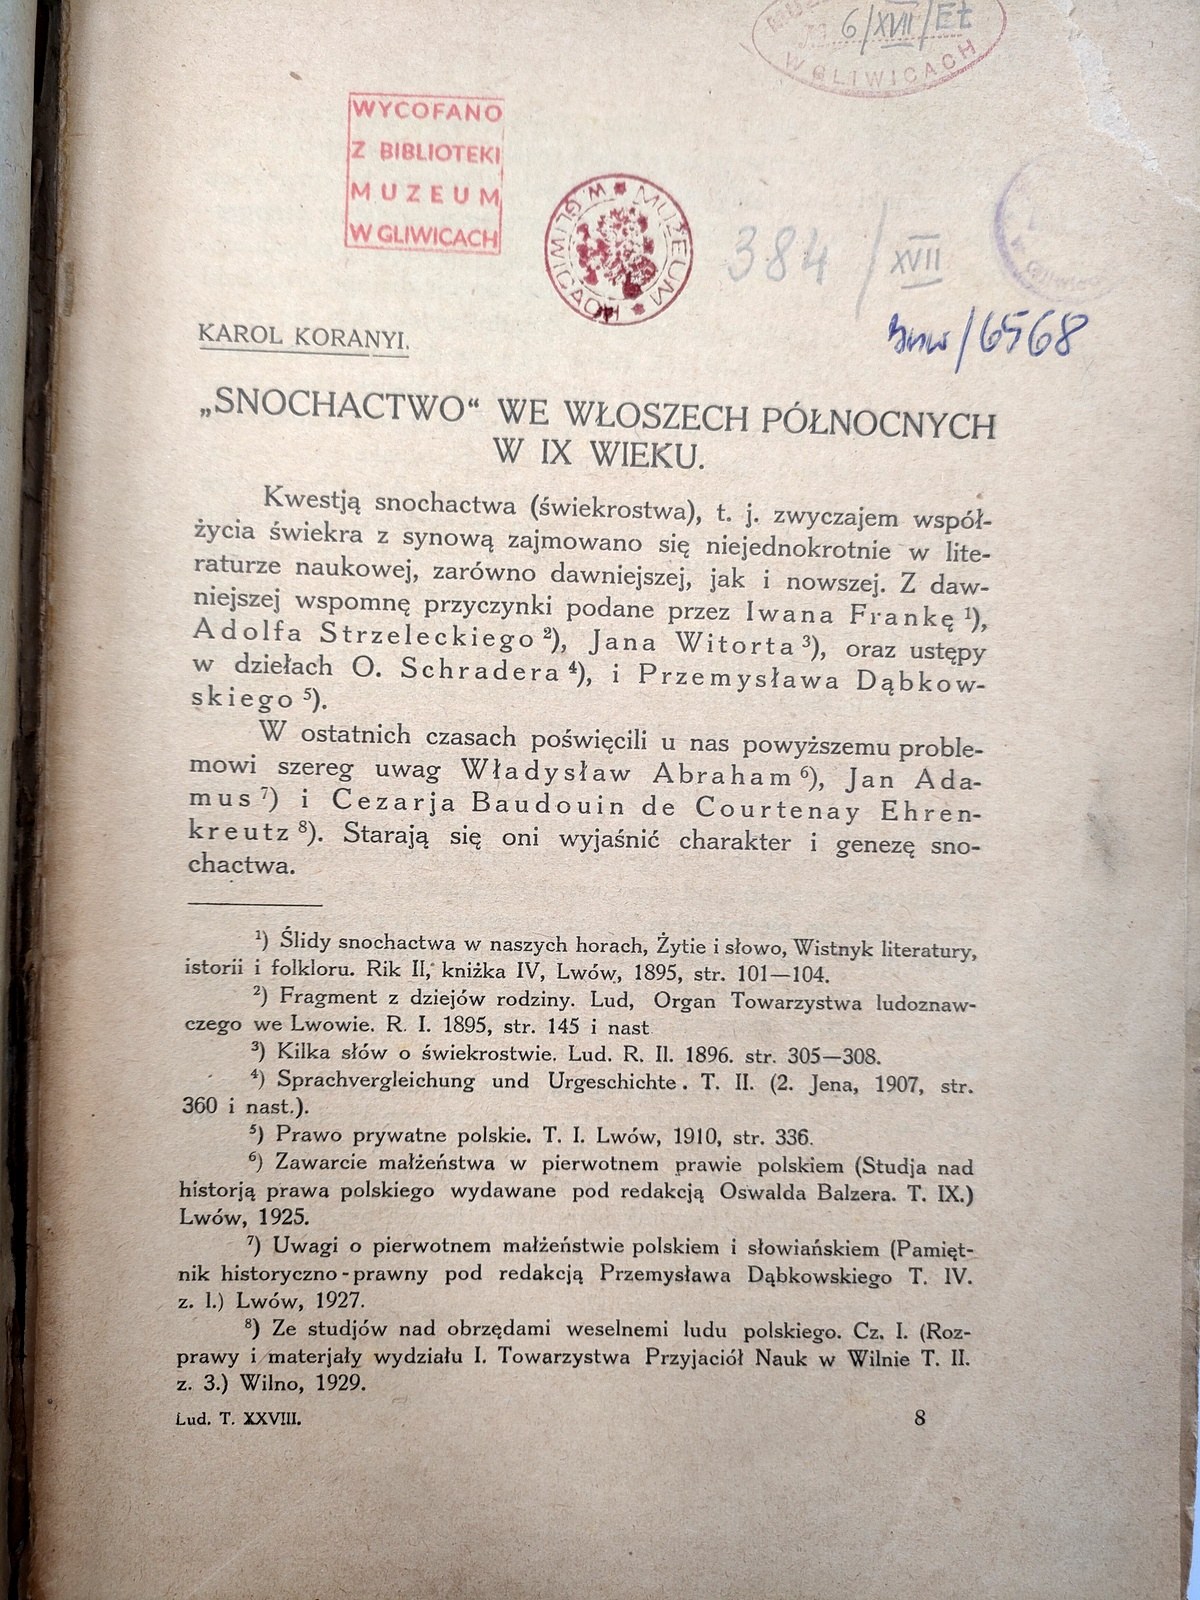 6/XVII/Et
W GLIWICACH
WYCOFANO
Z BIBLIOTEKI
MUZEUM
W GLIWICACH
MUZEUM
W GLIWICACH
384/XVII
/6568
KAROL KORANYI.
„SNOCHACTWO“ WE WŁOSZECH PÓŁNOCNYCH
W IX WIEKU.
Kwestją snochactwa (świekrostwa), t. j. zwyczajem współ-
życia świekra z synową zajmowano się niejednokrotnie w lite-
raturze naukowej, zarówno dawniejszej, jak i nowszej. Z daw-
niejszej wspomnę przyczynki podane przez Iwana Frankę ¹),
Adolfa Strzeleckiego ²), Jana Witorta ³), oraz ustępy
w dziełach O. Schradera ⁴), i Przemysława Dąbkow-
skiego ⁵).
W ostatnich czasach poświęcili u nas powyższemu proble-
mowi szereg uwag Władysław Abraham ⁶), Jan Ada-
mus ⁷) i Cezarja Baudouin de Courtenay Ehren-
kreutz ⁸). Starają się oni wyjaśnić charakter i genezę sno-
chactwa.
¹) Ślidy snochactwa w naszych horach, Żytie i słowo, Wistnyk literatury,
istorii i folkloru. Rik II, kniżka IV, Lwów, 1895, str. 101—104.
²) Fragment z dziejów rodziny. Lud, Organ Towarzystwa ludoznaw-
czego we Lwowie. R. I. 1895, str. 145 i nast
³) Kilka słów o świekrostwie. Lud. R. II. 1896. str. 305—308.
⁴) Sprachvergleichung und Urgeschichte. T. II. (2. Jena, 1907, str.
360 i nast.).
⁵) Prawo prywatne polskie. T. I. Lwów, 1910, str. 336.
⁶) Zawarcie małżeństwa w pierwotnem prawie polskiem (Studja nad
historją prawa polskiego wydawane pod redakcją Oswalda Balzera. T. IX.)
Lwów, 1925.
⁷) Uwagi o pierwotnem małżeństwie polskiem i słowiańskiem (Pamięt-
nik historyczno-prawny pod redakcją Przemysława Dąbkowskiego T. IV.
z. 1.) Lwów, 1927.
⁸) Ze studjów nad obrzędami weselnemi ludu polskiego. Cz. I. (Roz-
prawy i materjały wydziału I. Towarzystwa Przyjaciół Nauk w Wilnie T. II.
z. 3.) Wilno, 1929.
Lud. T. XXVIII.
8